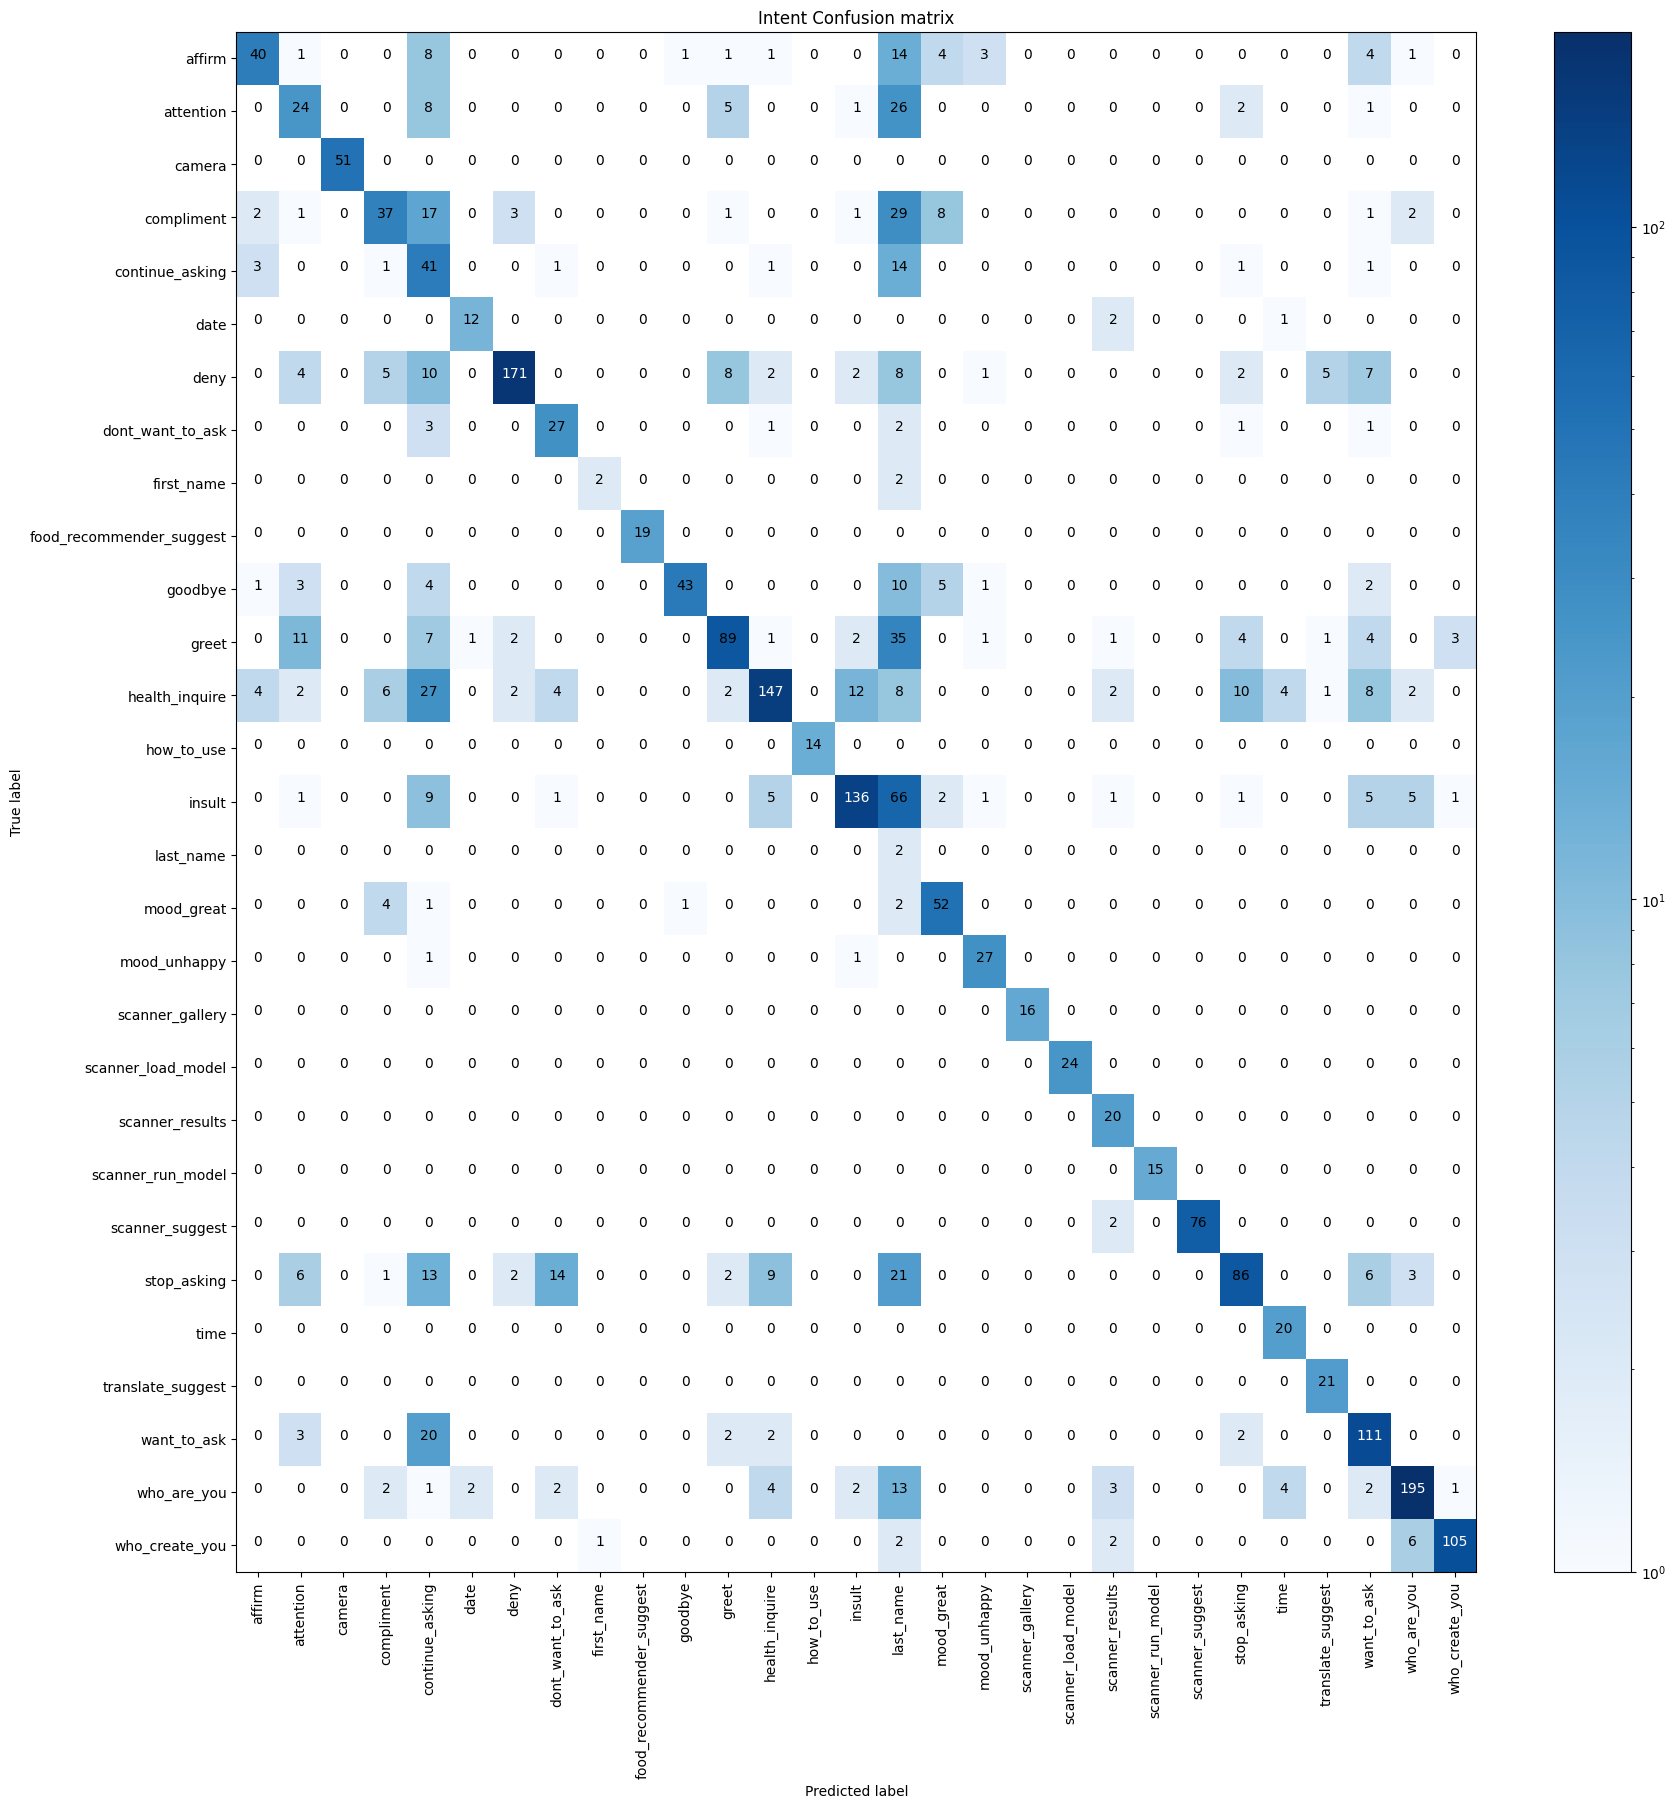 Intent Confusion matrix
affirm 40 1 0 0 8 0 0 0 0 0 1 1 1 0 0 14 4 3 0 0 0 0 0 0 0 0 4 1 0
attention 0 24 0 0 8 0 0 0 0 0 0 5 0 0 1 26 0 0 0 0 0 0 0 2 0 0 1 0 0
camera 0 0 51 0 0 0 0 0 0 0 0 0 0 0 0 0 0 0 0 0 0 0 0 0 0 0 0 0 0
compliment 2 1 0 37 17 0 3 0 0 0 0 1 0 0 1 29 8 0 0 0 0 0 0 0 0 0 1 2 0
continue_asking 3 0 0 1 41 0 0 1 0 0 0 0 1 0 0 14 0 0 0 0 0 0 0 1 0 0 1 0 0
date 0 0 0 0 0 12 0 0 0 0 0 0 0 0 0 0 0 0 0 0 2 0 0 0 1 0 0 0 0
deny 0 4 0 5 10 0 171 0 0 0 0 8 2 0 2 8 0 1 0 0 0 0 0 2 0 5 7 0 0
dont_want_to_ask 0 0 0 0 3 0 0 27 0 0 0 0 1 0 0 2 0 0 0 0 0 0 0 1 0 0 1 0 0
first_name 0 0 0 0 0 0 0 0 2 0 0 0 0 0 0 2 0 0 0 0 0 0 0 0 0 0 0 0 0
food_recommender_suggest 0 0 0 0 0 0 0 0 0 19 0 0 0 0 0 0 0 0 0 0 0 0 0 0 0 0 0 0 0
goodbye 1 3 0 0 4 0 0 0 0 0 43 0 0 0 0 10 5 1 0 0 0 0 0 0 0 0 2 0 0
greet 0 11 0 0 7 1 2 0 0 0 0 89 1 0 2 35 0 1 0 0 1 0 0 4 0 1 4 0 3
health_inquire 4 2 0 6 27 0 2 4 0 0 0 2 147 0 12 8 0 0 0 0 2 0 0 10 4 1 8 2 0
how_to_use 0 0 0 0 0 0 0 0 0 0 0 0 0 14 0 0 0 0 0 0 0 0 0 0 0 0 0 0 0
insult 0 1 0 0 9 0 0 1 0 0 0 0 5 0 136 66 2 1 0 0 1 0 0 1 0 0 5 5 1
last_name 0 0 0 0 0 0 0 0 0 0 0 0 0 0 0 2 0 0 0 0 0 0 0 0 0 0 0 0 0
mood_great 0 0 0 4 1 0 0 0 0 0 1 0 0 0 0 2 52 0 0 0 0 0 0 0 0 0 0 0 0
mood_unhappy 0 0 0 0 1 0 0 0 0 0 0 0 0 0 1 0 0 27 0 0 0 0 0 0 0 0 0 0 0
scanner_gallery 0 0 0 0 0 0 0 0 0 0 0 0 0 0 0 0 0 0 16 0 0 0 0 0 0 0 0 0 0
scanner_load_model 0 0 0 0 0 0 0 0 0 0 0 0 0 0 0 0 0 0 0 24 0 0 0 0 0 0 0 0 0
scanner_results 0 0 0 0 0 0 0 0 0 0 0 0 0 0 0 0 0 0 0 0 20 0 0 0 0 0 0 0 0
scanner_run_model 0 0 0 0 0 0 0 0 0 0 0 0 0 0 0 0 0 0 0 0 0 15 0 0 0 0 0 0 0
scanner_suggest 0 0 0 0 0 0 0 0 0 0 0 0 0 0 0 0 0 0 0 0 2 0 76 0 0 0 0 0 0
stop_asking 0 6 0 1 13 0 2 14 0 0 0 2 9 0 0 21 0 0 0 0 0 0 0 86 0 0 6 3 0
time 0 0 0 0 0 0 0 0 0 0 0 0 0 0 0 0 0 0 0 0 0 0 0 0 20 0 0 0 0
translate_suggest 0 0 0 0 0 0 0 0 0 0 0 0 0 0 0 0 0 0 0 0 0 0 0 0 0 21 0 0 0
want_to_ask 0 3 0 0 20 0 0 0 0 0 0 2 2 0 0 0 0 0 0 0 0 0 0 2 0 0 111 0 0
who_are_you 0 0 0 2 1 2 0 2 0 0 0 0 4 0 2 13 0 0 0 0 3 0 0 0 4 0 2 195 1
who_create_you 0 0 0 0 0 0 0 0 1 0 0 0 0 0 0 2 0 0 0 0 2 0 0 0 0 0 0 6 105
True label
affirm
attention
camera
compliment
continue_asking
date
deny
dont_want_to_ask
first_name
food_recommender_suggest
goodbye
greet
health_inquire
how_to_use
insult
last_name
mood_great
mood_unhappy
scanner_gallery
scanner_load_model
scanner_results
scanner_run_model
scanner_suggest
stop_asking
time
translate_suggest
want_to_ask
who_are_you
who_create_you
Predicted label
10²
10¹
10⁰